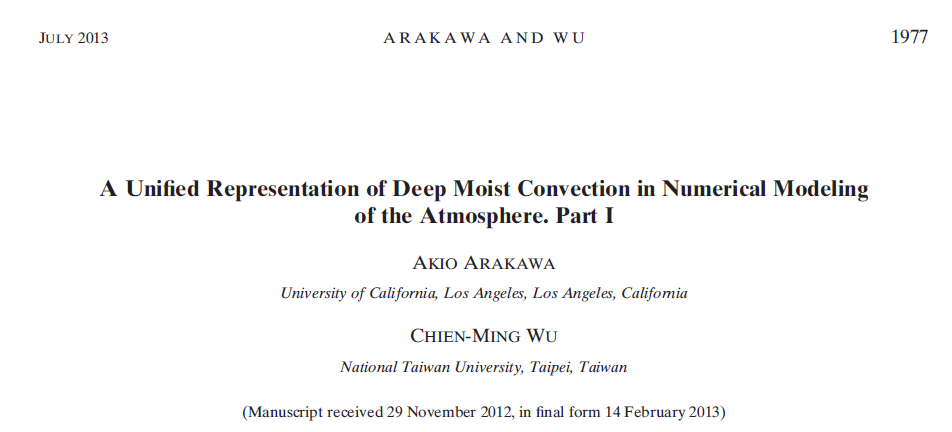 JULY 2013 ARAKAWA AND WU 1977
A Unified Representation of Deep Moist Convection in Numerical Modeling
of the Atmosphere. Part I
AKIO ARAKAWA
University of California, Los Angeles, Los Angeles, California
CHIEN-MING WU
National Taiwan University, Taipei, Taiwan
(Manuscript received 29 November 2012, in final form 14 February 2013)